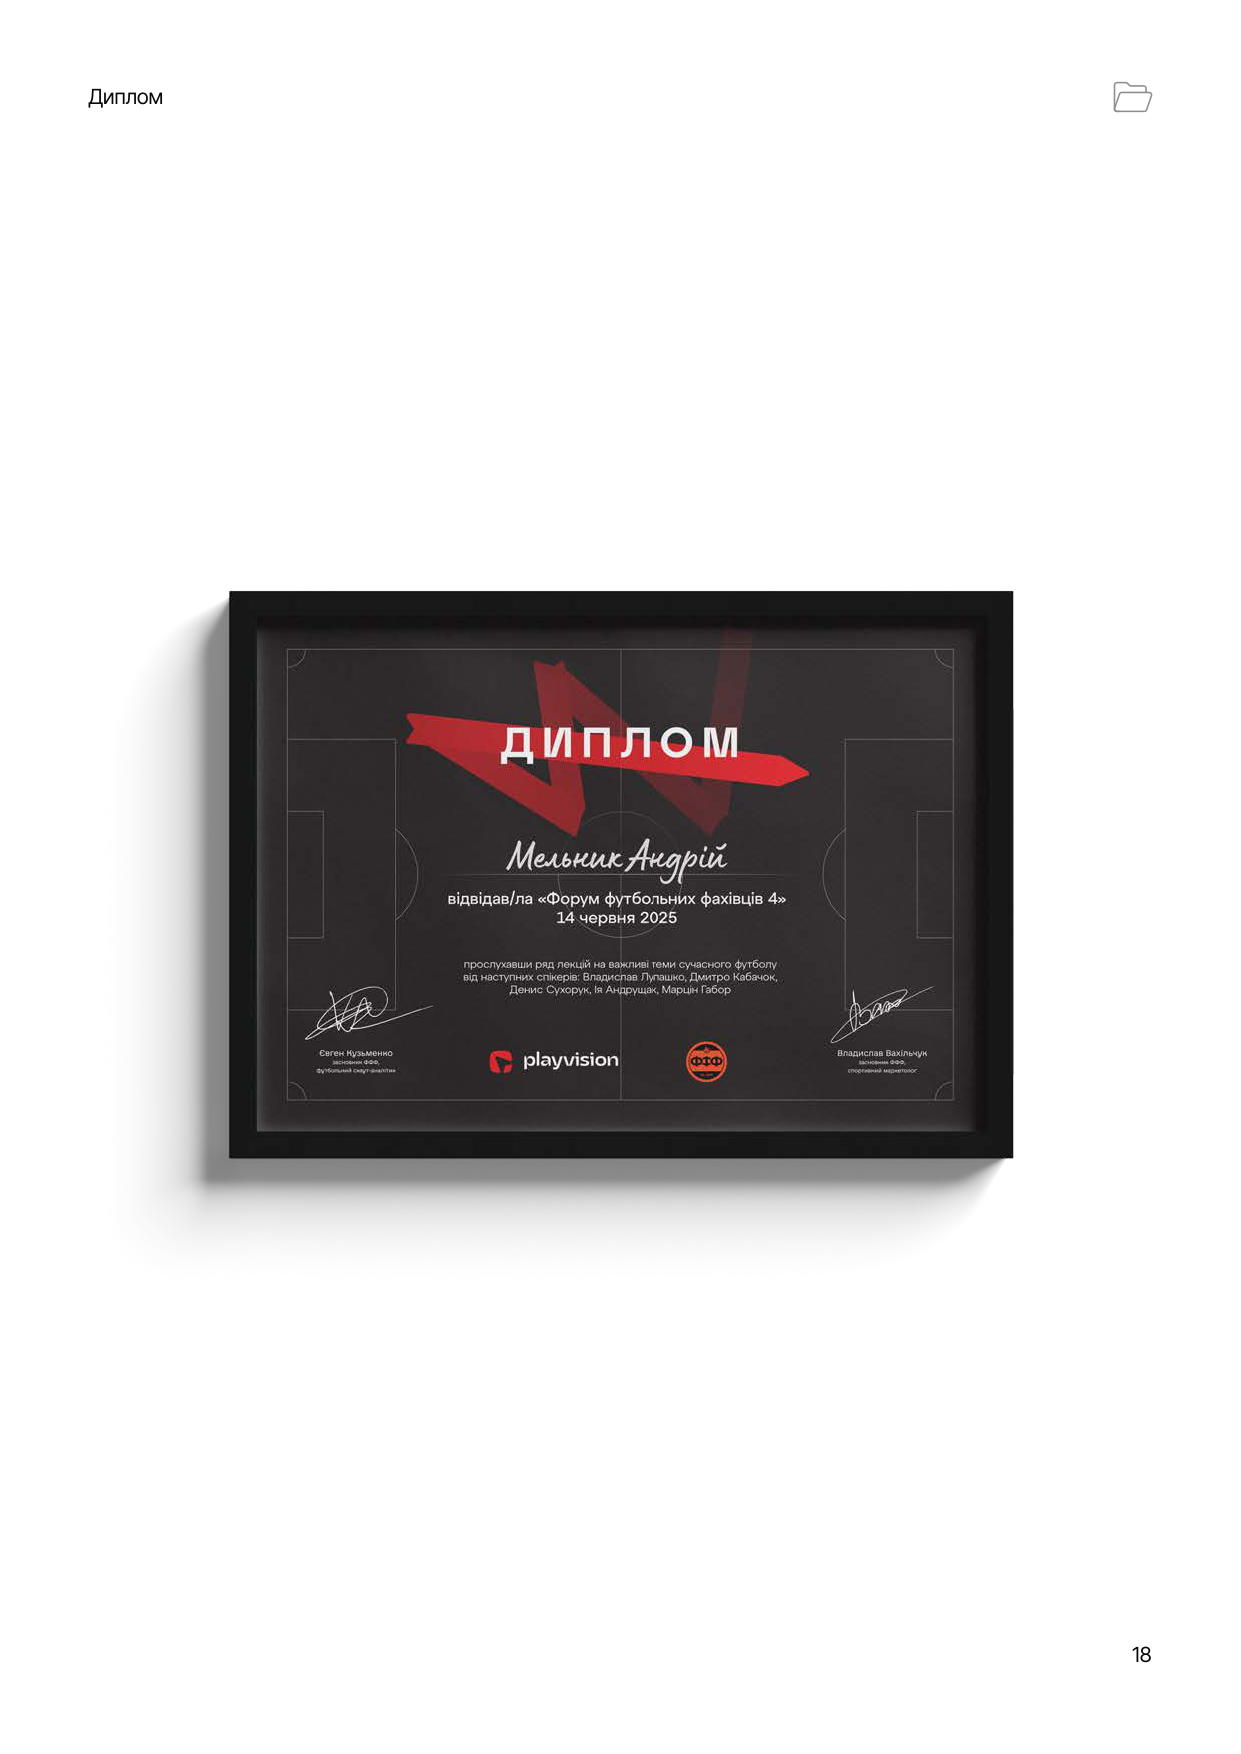 Диплом
ДИПЛОМ
Мельник Андрій
відвідав/ла «Форум футбольних фахівців 4»
14 червня 2025
прослухавши ряд лекцій на важливі теми сучасного футболу
від наступних спікерів: Владислав Лупашко, Дмитро Кабачок,
Денис Сухорук, Ія Андрущак, Марцін Габор
Євген Кузьменко
засновник ФФФ,
футбольний скаут-аналітик
playvision
ФФФ
Владислав Вахільчук
засновник ФФФ,
спортивний маркетолог
18